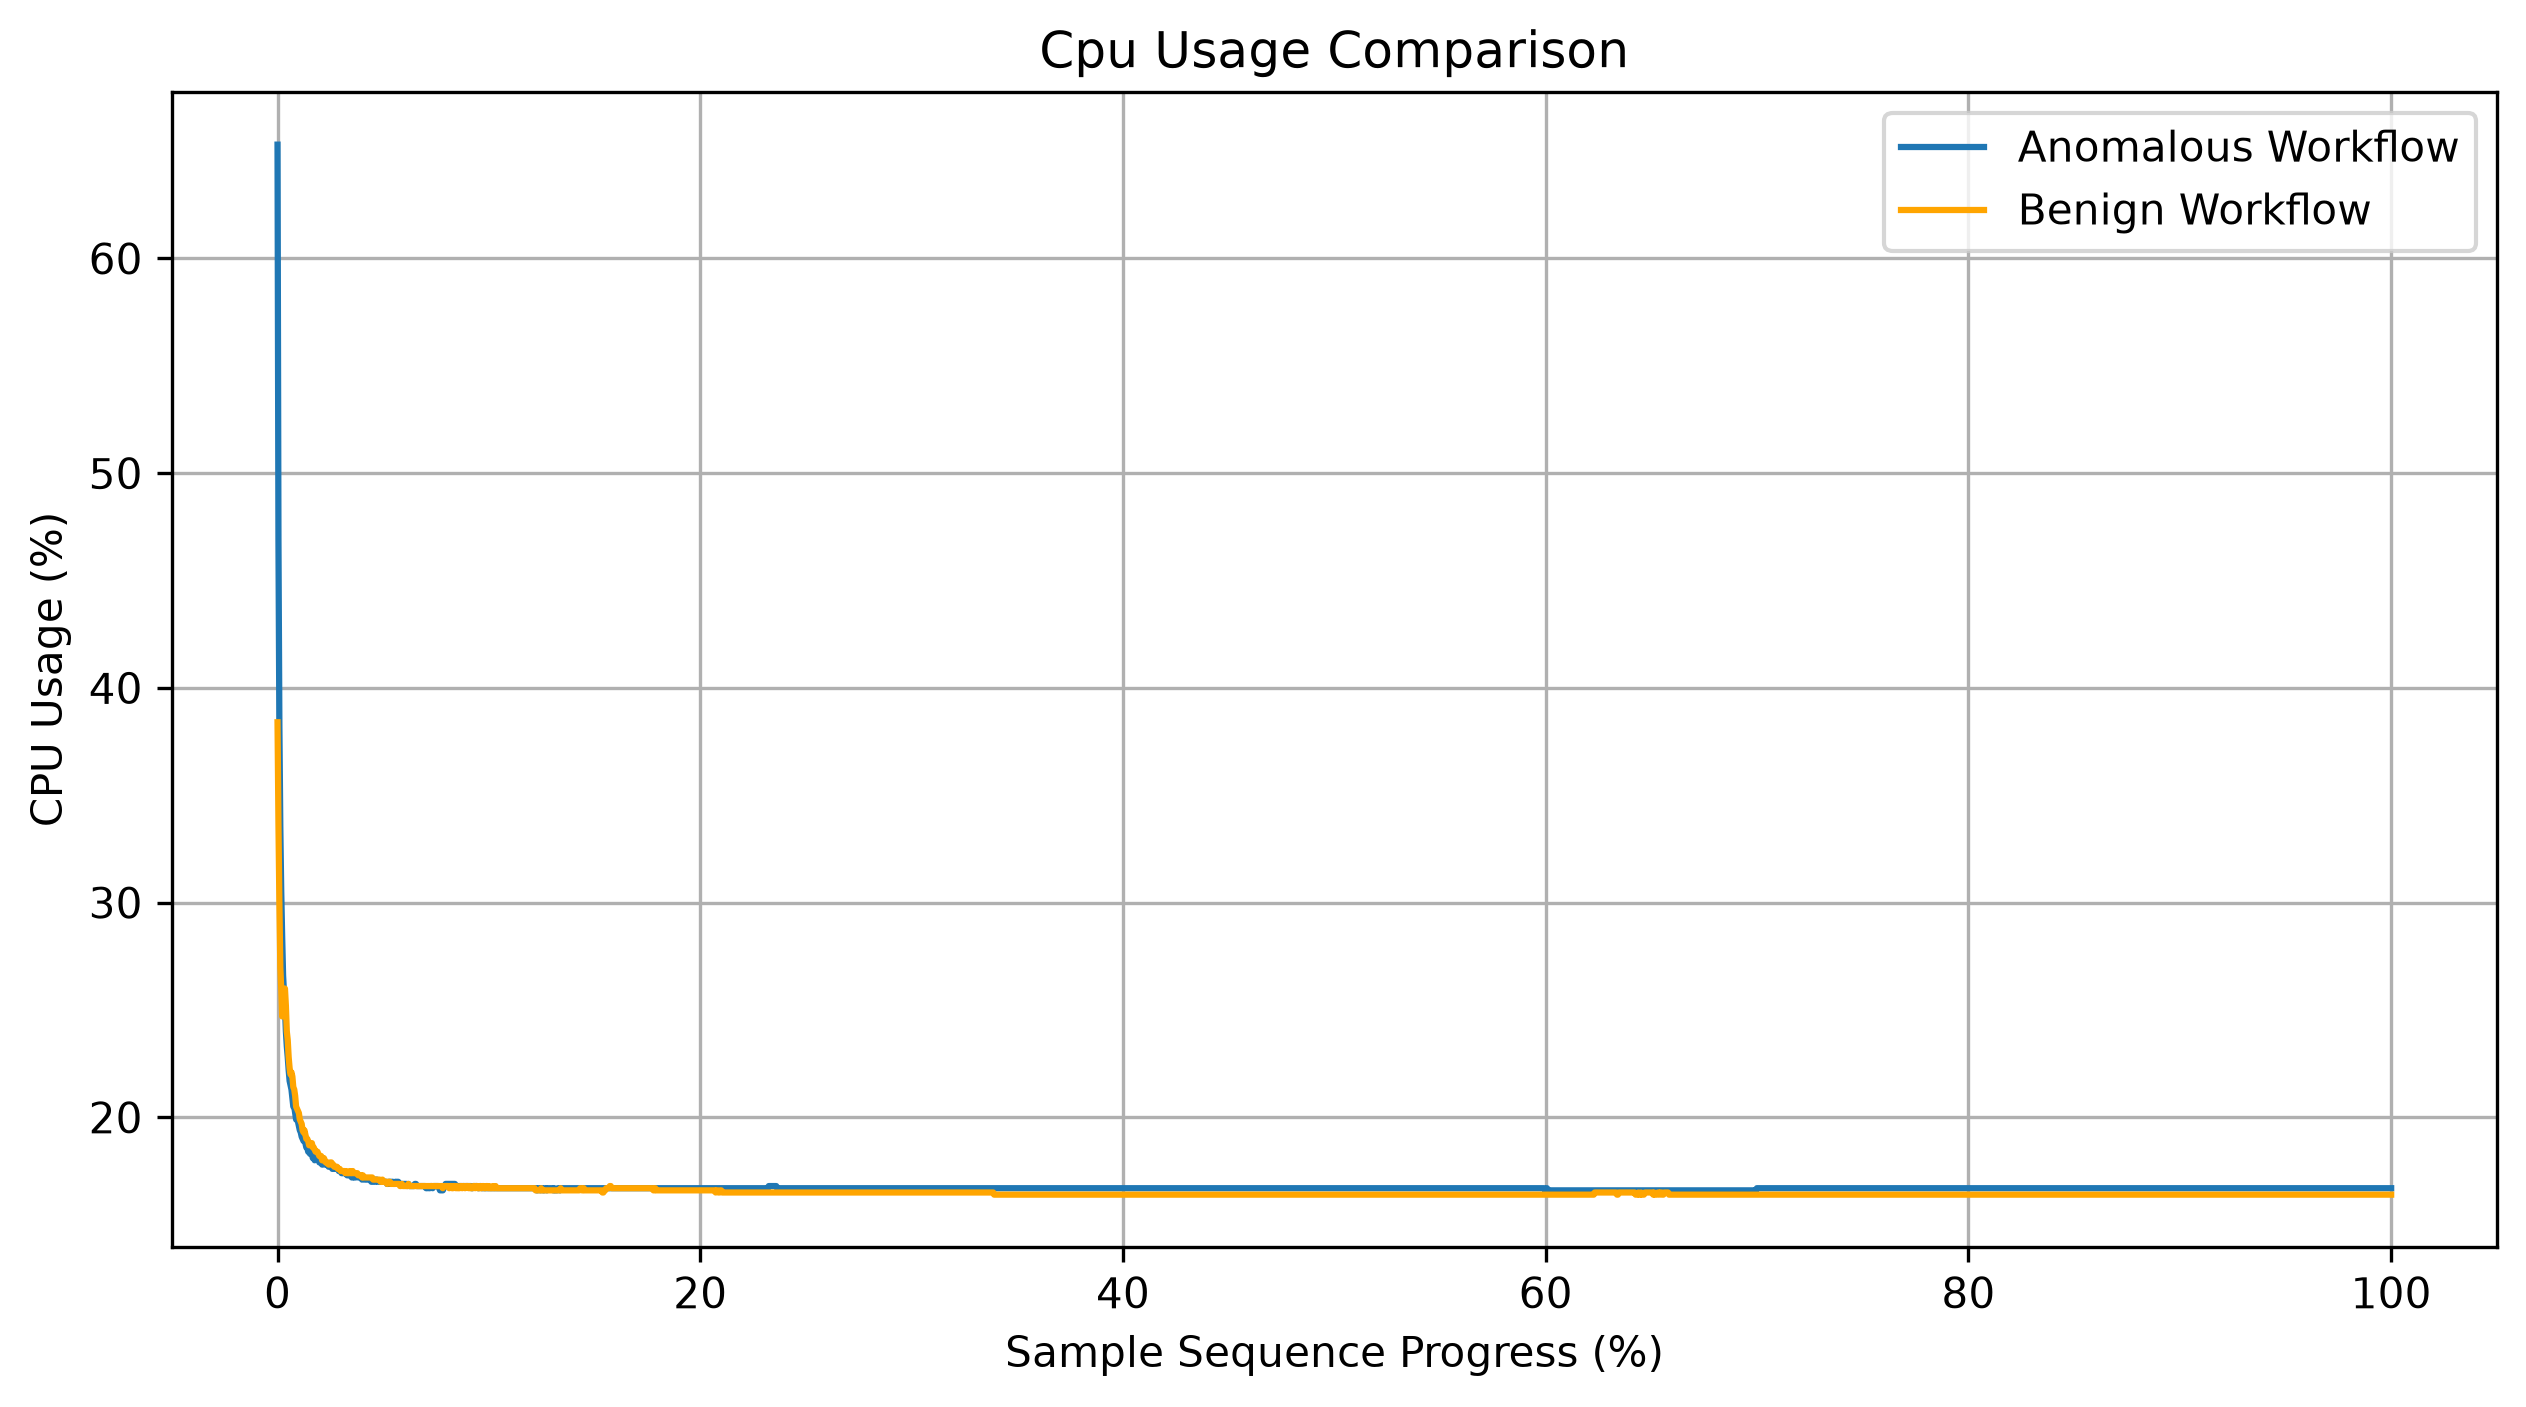 Cpu Usage Comparison
Anomalous Workflow
Benign Workflow
CPU Usage (%)
60
50
40
30
20
0 20 40 60 80 100
Sample Sequence Progress (%)